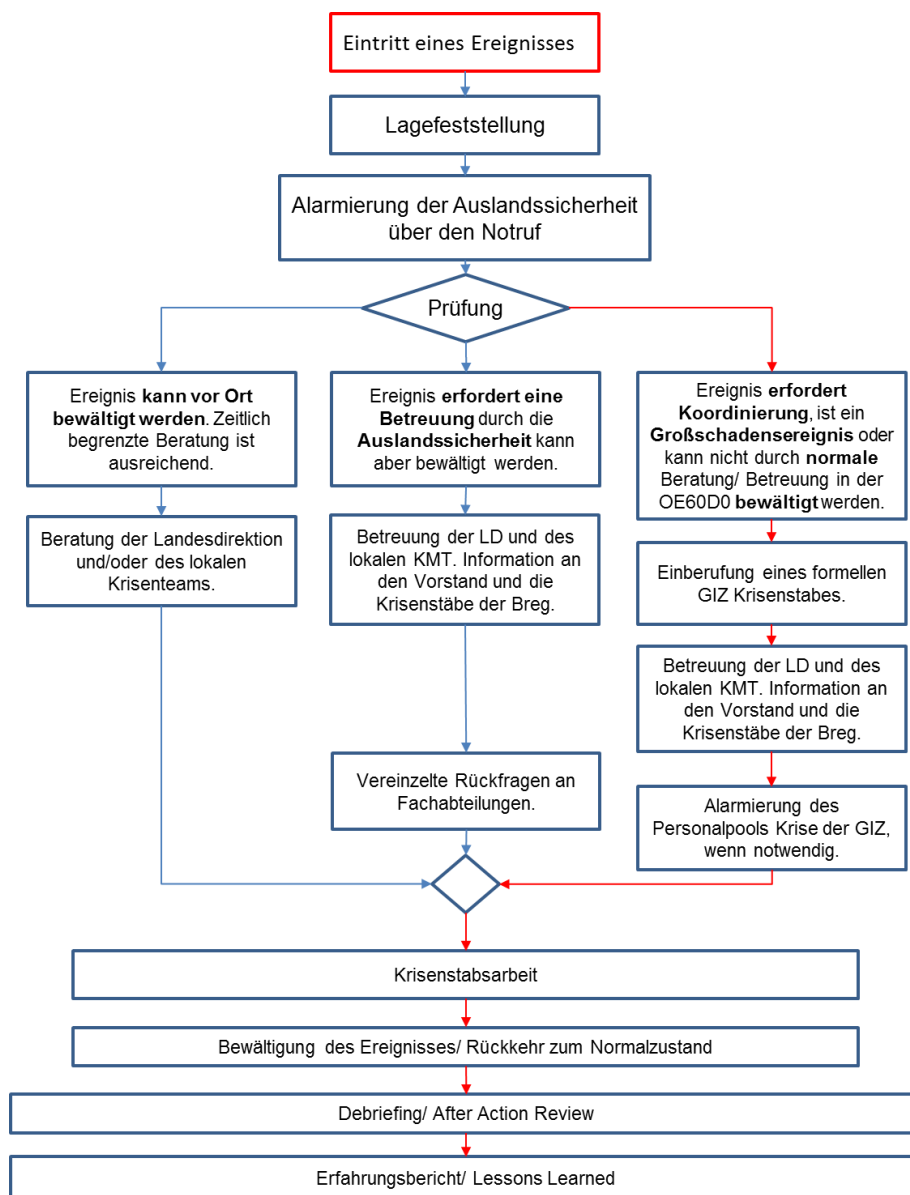 Eintritt eines Ereignisses
Lagefeststellung
Alarmierung der Auslandssicherheit
über den Notruf
Prüfung
Ereignis kann vor Ort
bewältigt werden. Zeitlich
begrenzte Beratung ist
ausreichend.
Beratung der Landesdirektion
und/oder des lokalen
Krisenteams.
Ereignis erfordert eine
Betreuung durch die
Auslandssicherheit kann
aber bewältigt werden.
Betreuung der LD und des
lokalen KMT. Information an
den Vorstand und die
Krisenstäbe der Breg.
Vereinzelte Rückfragen an
Fachabteilungen.
Ereignis erfordert
Koordinierung, ist ein
Großschadensereignis oder
kann nicht durch normale
Beratung/ Betreuung in der
OE60D0 bewältigt werden.
Einberufung eines formellen
GIZ Krisenstabes.
Betreuung der LD und des
lokalen KMT. Information an
den Vorstand und die
Krisenstäbe der Breg.
Alarmierung des
Personalpools Krise der GIZ,
wenn notwendig.
Krisenstabsarbeit
Bewältigung des Ereignisses/ Rückkehr zum Normalzustand
Debriefing/ After Action Review
Erfahrungsbericht/ Lessons Learned